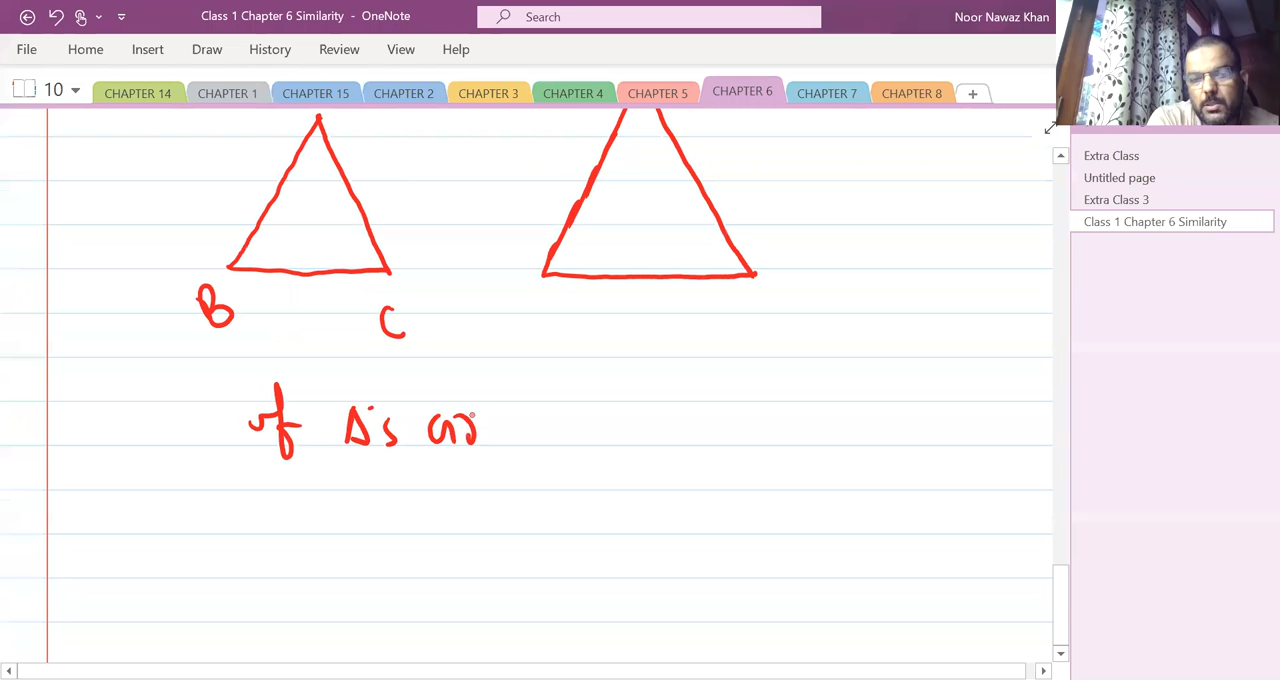 Class 1 Chapter 6 Similarity - OneNote
Search
Noor Nawaz Khan
File Home Insert Draw History Review View Help
10 CHAPTER 14 CHAPTER 1 CHAPTER 15 CHAPTER 2 CHAPTER 3 CHAPTER 4 CHAPTER 5 CHAPTER 6 CHAPTER 7 CHAPTER 8
Extra Class
Untitled page
Extra Class 3
Class 1 Chapter 6 Similarity
B C
if Δ's